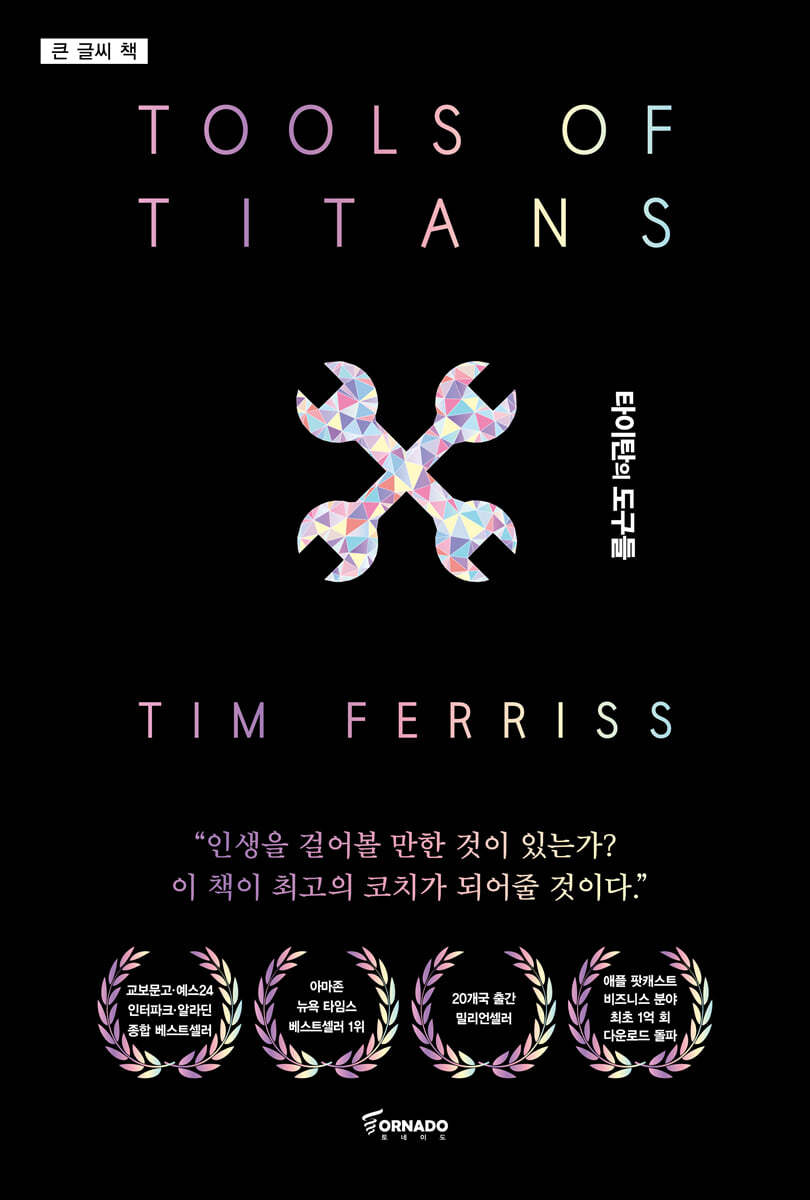 큰 글씨 책
TOOLS OF
TITANS
타이탄의 도구들
TIM FERRISS
“인생을 걸어볼 만한 것이 있는가?
이 책이 최고의 코치가 되어줄 것이다.”
교보문고·예스24
인터파크·알라딘
종합 베스트셀러
아마존
뉴욕 타임스
베스트셀러 1위
20개국 출간
밀리언셀러
애플 팟캐스트
비즈니스 분야
최초 1억 회
다운로드 돌파
TORNADO
토네이도